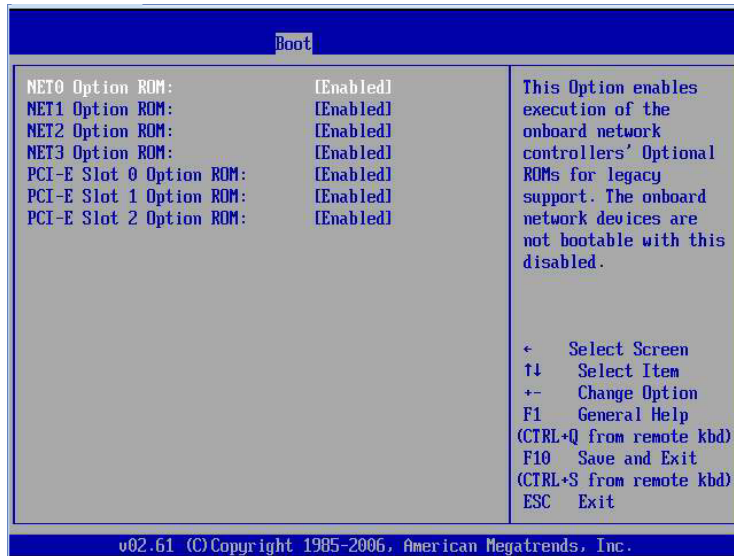 Boot
NET0 Option ROM: [Enabled]
NET1 Option ROM: [Enabled]
NET2 Option ROM: [Enabled]
NET3 Option ROM: [Enabled]
PCI-E Slot 0 Option ROM: [Enabled]
PCI-E Slot 1 Option ROM: [Enabled]
PCI-E Slot 2 Option ROM: [Enabled]
This Option enables
execution of the
onboard network
controllers' Optional
ROMs for legacy
support. The onboard
network devices are
not bootable with this
disabled.
← Select Screen
↑↓ Select Item
+- Change Option
F1 General Help
(CTRL+Q from remote kbd)
F10 Save and Exit
(CTRL+S from remote kbd)
ESC Exit
v02.61 (C)Copyright 1985-2006, American Megatrends, Inc.